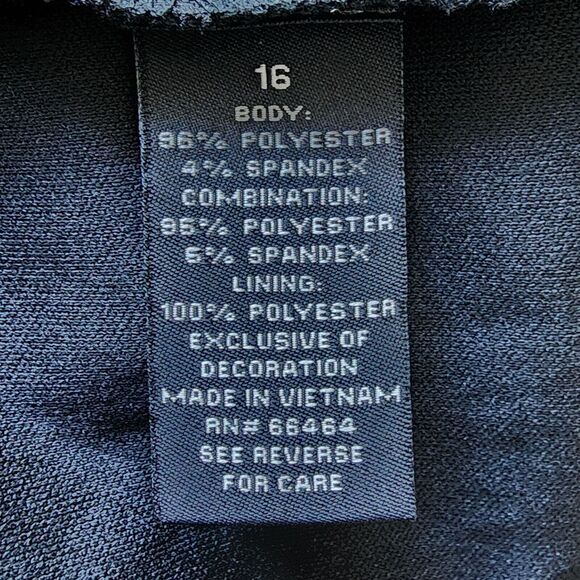 16
BODY:
96% POLYESTER
4% SPANDEX
COMBINATION:
95% POLYESTER
5% SPANDEX
LINING:
100% POLYESTER
EXCLUSIVE OF
DECORATION
MADE IN VIETNAM
RN# 66464
SEE REVERSE
FOR CARE